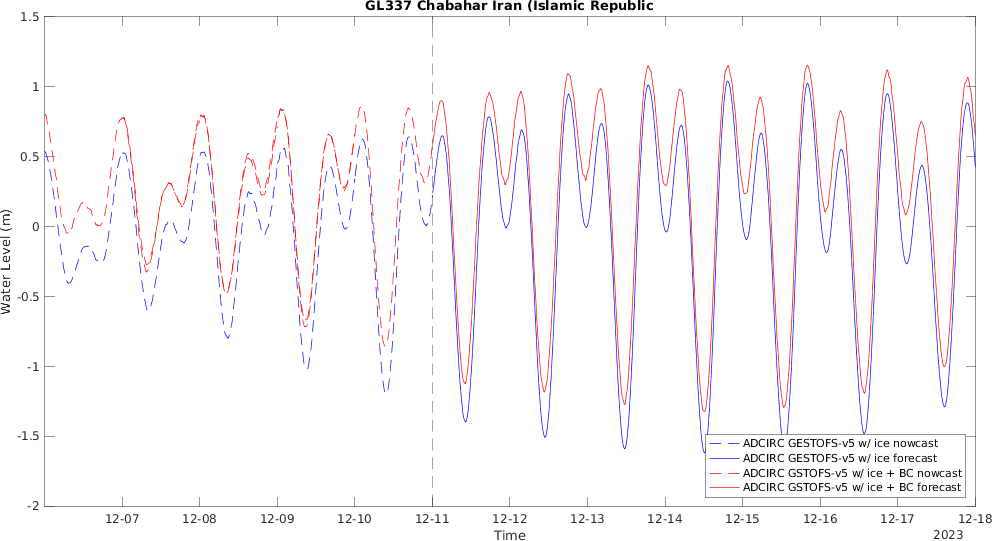 GL337 Chabahar Iran (Islamic Republic
1.5
1
0.5
0
-0.5
-1
-1.5
-2
Water Level (m)
ADCIRC GESTOFS-v5 w/ ice nowcast
ADCIRC GESTOFS-v5 w/ ice forecast
ADCIRC GSTOFS-v5 w/ ice + BC nowcast
ADCIRC GSTOFS-v5 w/ ice + BC forecast
12-07 12-08 12-09 12-10 12-11 12-12 12-13 12-14 12-15 12-16 12-17 12-18
Time
2023